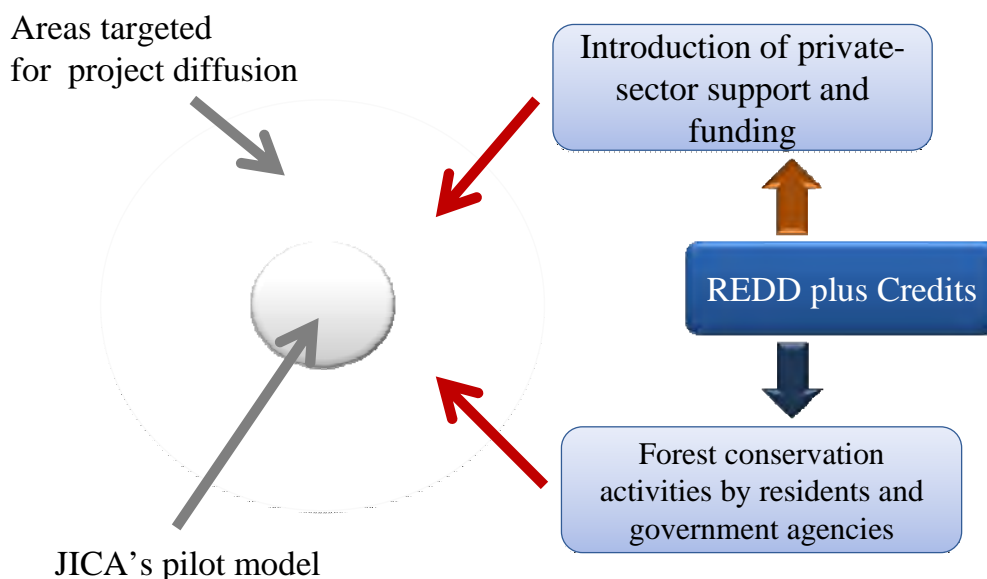 Areas targeted
for project diffusion
Introduction of private-
sector support and
funding
REDD plus Credits
Forest conservation
activities by residents and
government agencies
JICA’s pilot model